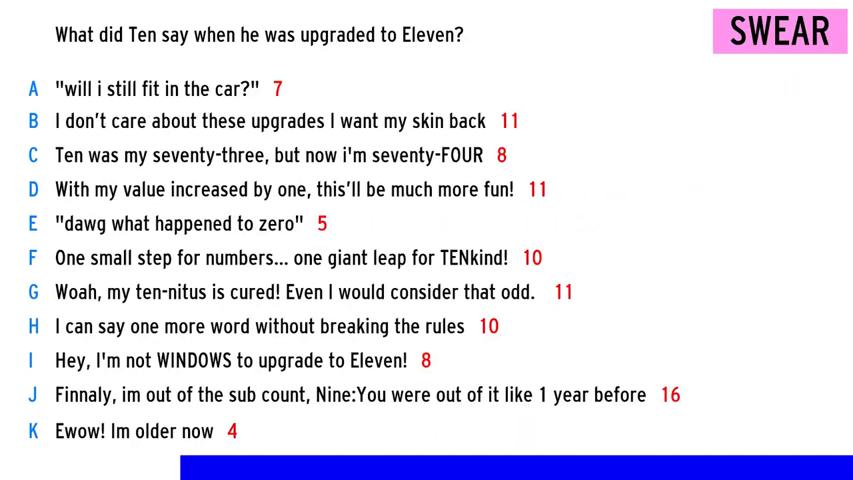 What did Ten say when he was upgraded to Eleven?
SWEAR
A "will i still fit in the car?" 7
B I don't care about these upgrades I want my skin back 11
C Ten was my seventy-three, but now i'm seventy-FOUR 8
D With my value increased by one, this'll be much more fun! 11
E "dawg what happened to zero" 5
F One small step for numbers... one giant leap for TENkind! 10
G Woah, my ten-nitus is cured! Even I would consider that odd. 11
H I can say one more word without breaking the rules 10
I Hey, I'm not WINDOWS to upgrade to Eleven! 8
J Finnaly, im out of the sub count, Nine:You were out of it like 1 year before 16
K Ewow! Im older now 4